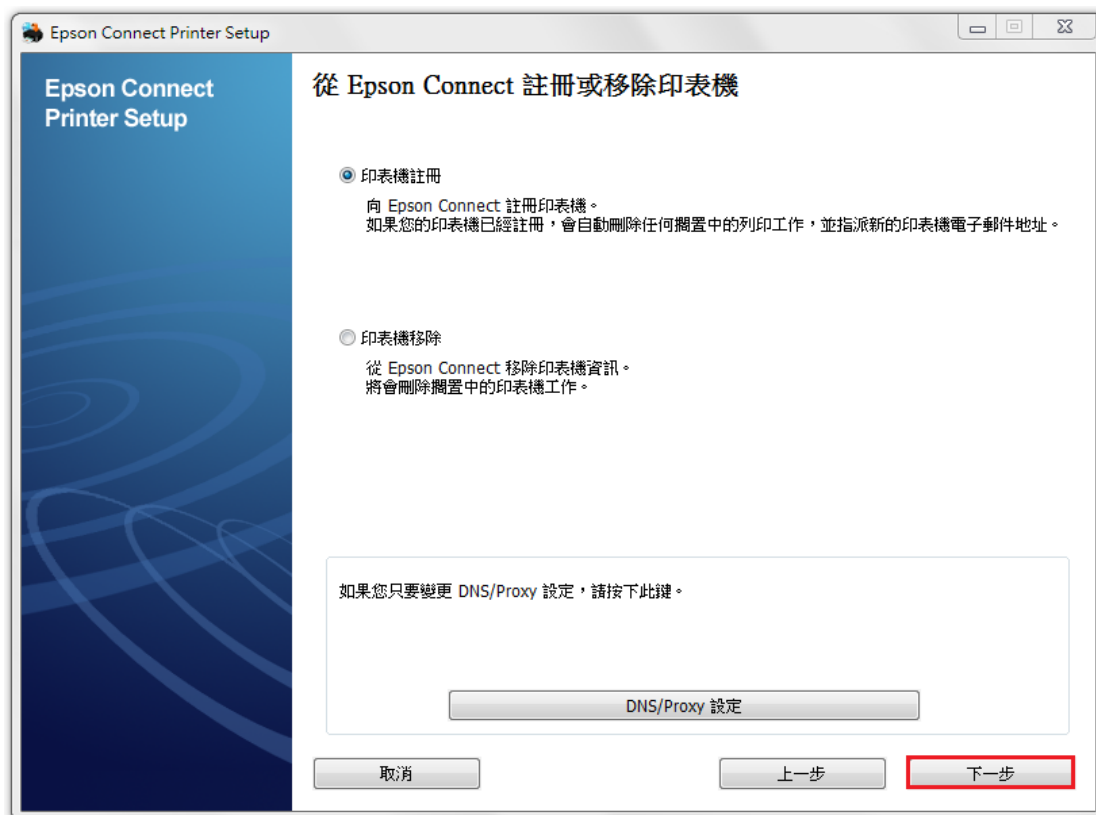 Epson Connect Printer Setup
Epson Connect
Printer Setup
從 Epson Connect 註冊或移除印表機
印表機註冊
向 Epson Connect 註冊印表機。
如果您的印表機已經註冊，會自動刪除任何擱置中的列印工作，並指派新的印表機電子郵件地址。
印表機移除
從 Epson Connect 移除印表機資訊。
將會刪除擱置中的印表機工作。
如果您只要變更 DNS/Proxy 設定，請按下此鍵。
DNS/Proxy 設定
取消
上一步
下一步